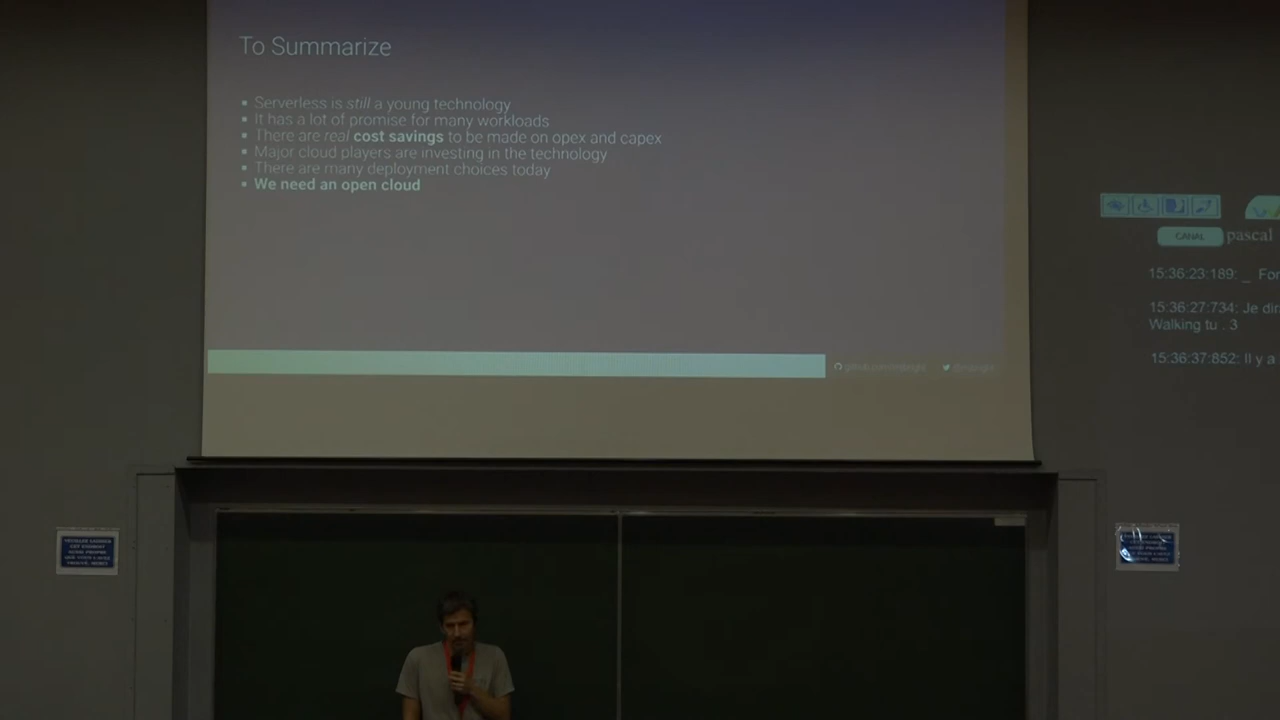 To Summarize
▪ Serverless is still a young technology
▪ It has a lot of promise for many workloads
▪ There are real cost savings to be made on opex and capex
▪ Major cloud players are investing in the technology
▪ There are many deployment choices today
▪ We need an open cloud
CANAL pascal
15:36:23:189: _ For
15:36:27:734: Je dir
Walking tu . 3
15:36:37:852: Il y a